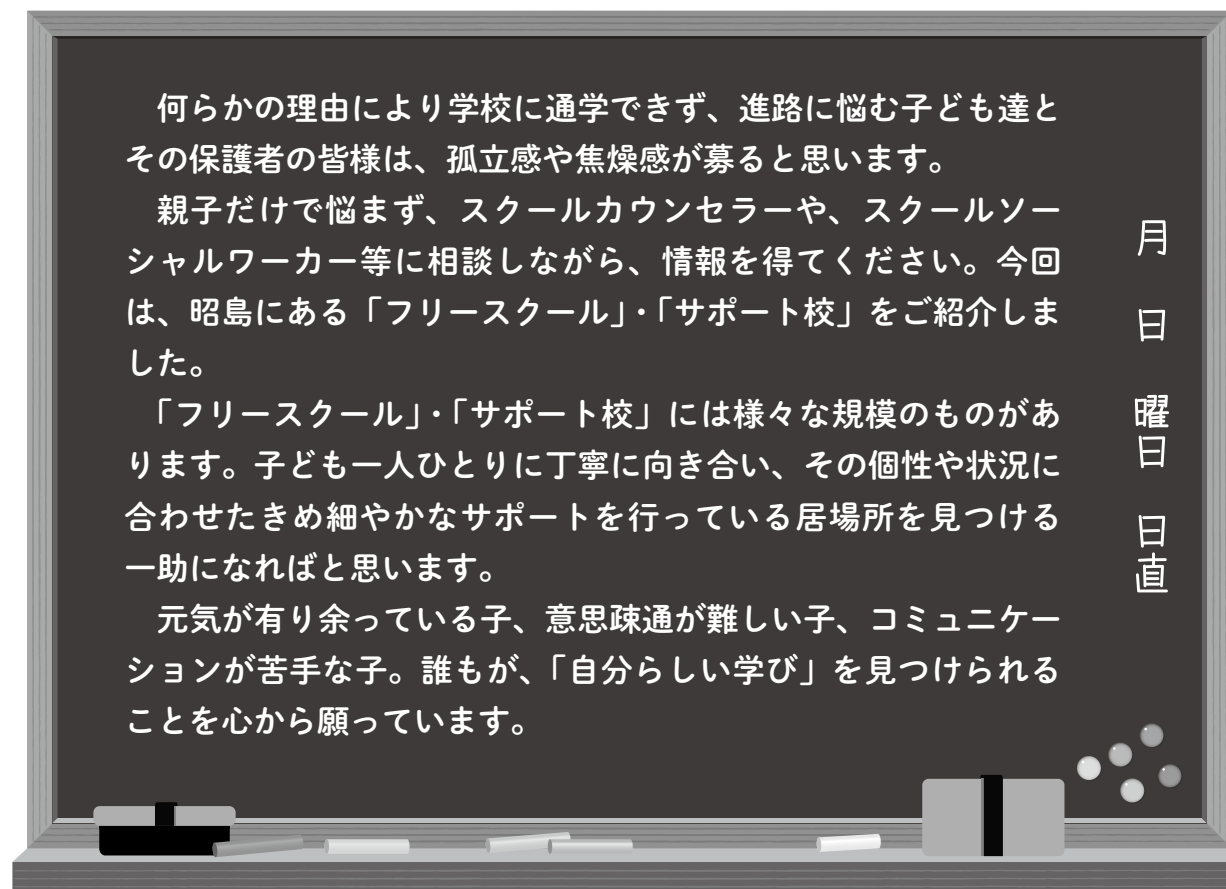 何らかの理由により学校に通学できず、進路に悩む子ども達と
その保護者の皆様は、孤立感や焦燥感が募ると思います。
　親子だけで悩まず、スクールカウンセラーや、スクールソー
シャルワーカー等に相談しながら、情報を得てください。今回
は、昭島にある「フリースクール」・「サポート校」をご紹介しま
した。
　「フリースクール」・「サポート校」には様々な規模のものがあ
ります。子ども一人ひとりに丁寧に向き合い、その個性や状況に
合わせたきめ細やかなサポートを行っている居場所を見つける
一助になればと思います。
　元気が有り余っている子、意思疎通が難しい子、コミュニケー
ションが苦手な子。誰もが、「自分らしい学び」を見つけられる
ことを心から願っています。
月　日　曜日　日直